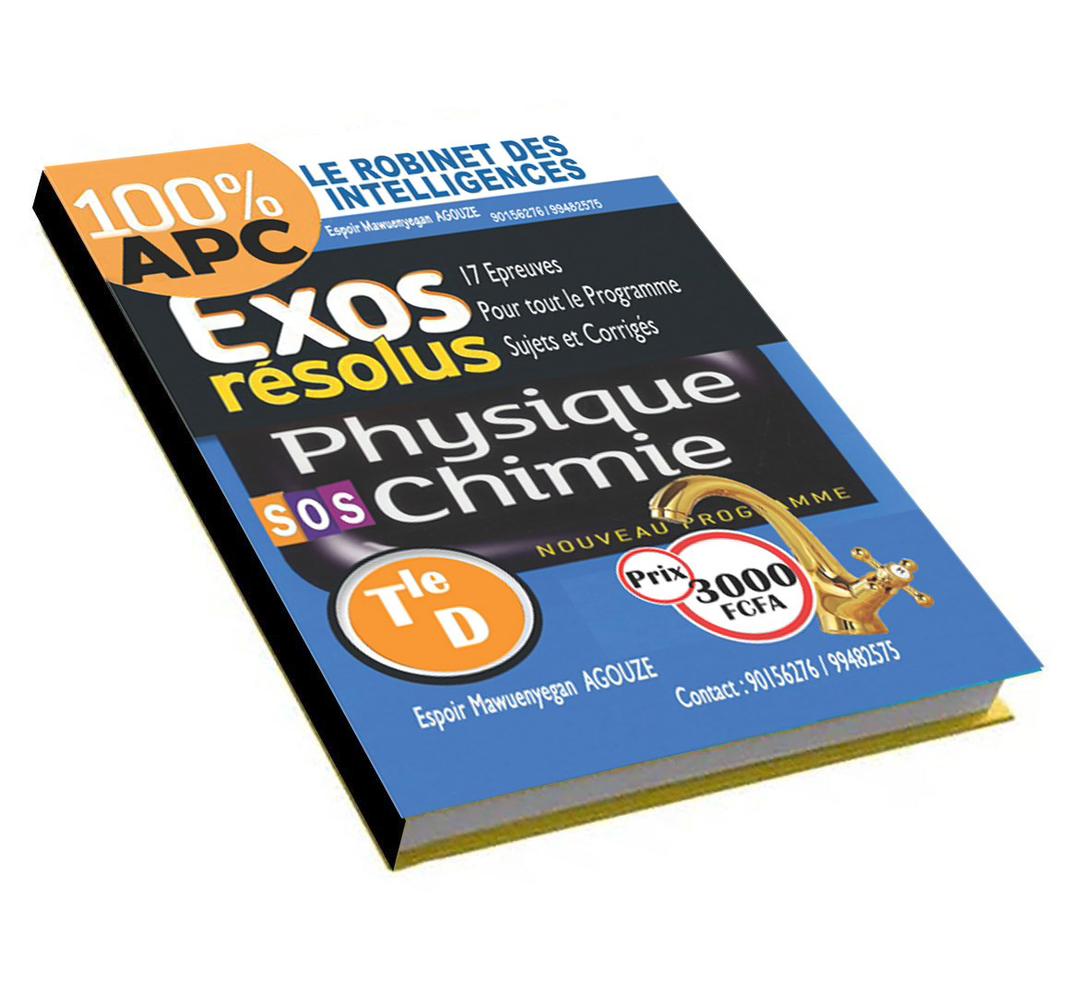 100%
APC
LE ROBINET DES
INTELLIGENCES
Espoir Mawuenyegan AGOUZE 90156276 / 99482575
Exos
résolus
17 Epreuves
Pour tout le Programme
Sujets et Corrigés
Physique
SOS Chimie
NOUVEAU PROGRAMME
Tle
D
Prix
3000
FCFA
Espoir Mawuenyegan AGOUZE
Contact : 90156276 / 99482575